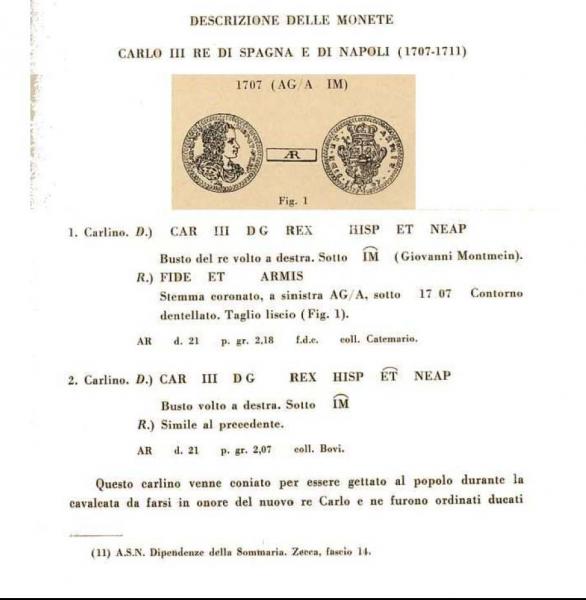 DESCRIZIONE DELLE MONETE
CARLO III RE DI SPAGNA E DI NAPOLI (1707-1711)
1707 (AG/A IM)
AR
Fig. 1
1. Carlino. D.) CAR III DG REX HISP ET NEAP
Busto del re volto a destra. Sotto IM (Giovanni Montmein).
R.) FIDE ET ARMIS
Stemma coronato, a sinistra AG/A, sotto 17 07 Contorno
dentellato. Taglio liscio (Fig. 1).
AR d. 21 p. gr. 2,18 f.d.c. coll. Catemario.
2. Carlino. D.) CAR III DG REX HISP ET NEAP
Busto volto a destra. Sotto IM
R.) Simile al precedente.
AR d. 21 p. gr. 2,07 coll. Bovi.
Questo carlino venne coniato per essere gettato al popolo durante la
cavalcata da farsi in onore del nuovo re Carlo e ne furono ordinati ducati
(11) A.S.N. Dipendenze della Sommaria. Zecca, fascio 14.